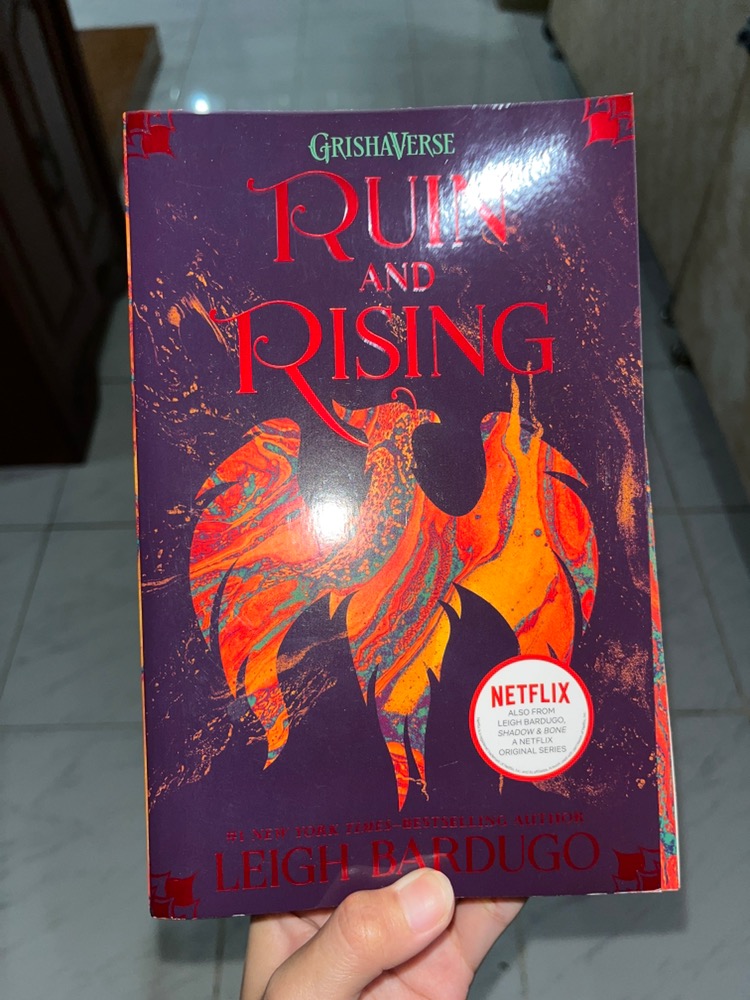 GRISHAVERSE
RUIN
AND
RISING
NETFLIX
ALSO FROM
LEIGH BARDUGO,
SHADOW & BONE
A NETFLIX
ORIGINAL SERIES
#1 NEW YORK TIMES-BESTSELLING AUTHOR
LEIGH BARDUGO